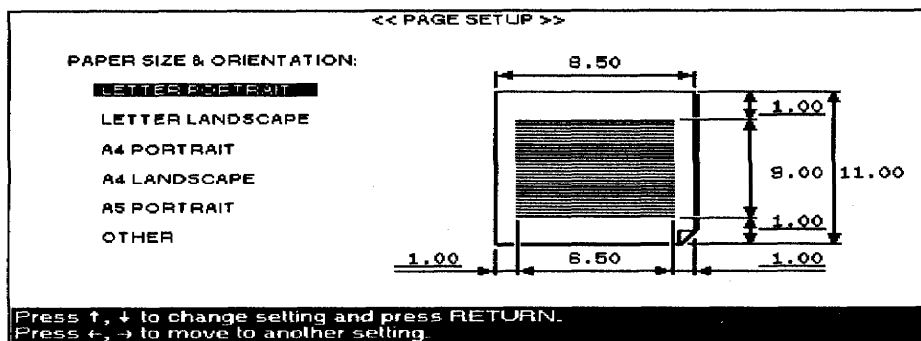 << PAGE SETUP >>
PAPER SIZE & ORIENTATION:
8.50
LETTER PORTRAIT
1.00
LETTER LANDSCAPE
A4 PORTRAIT
9.00 11.00
A4 LANDSCAPE
A5 PORTRAIT
1.00
OTHER
1.00 6.50 1.00
Press ↑, ↓ to change setting and press RETURN.
Press ←, → to move to another setting.